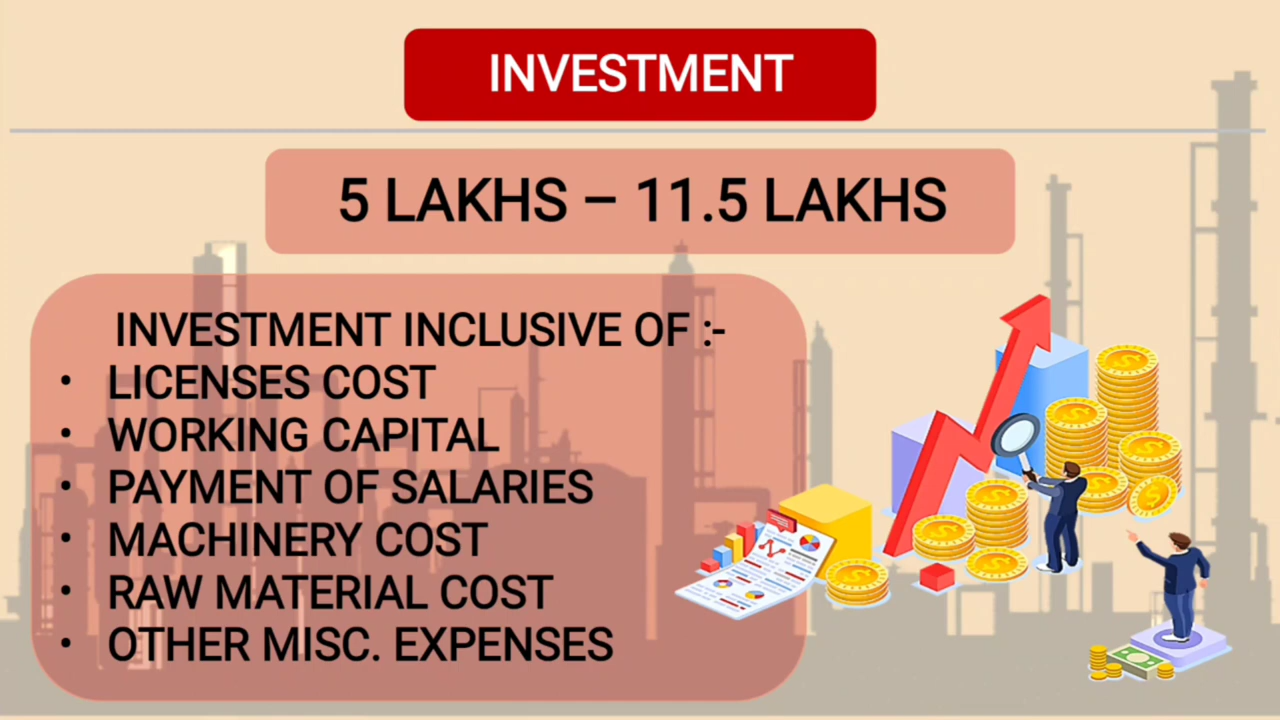 INVESTMENT
5 LAKHS – 11.5 LAKHS
INVESTMENT INCLUSIVE OF :-
• LICENSES COST
• WORKING CAPITAL
• PAYMENT OF SALARIES
• MACHINERY COST
• RAW MATERIAL COST
• OTHER MISC. EXPENSES